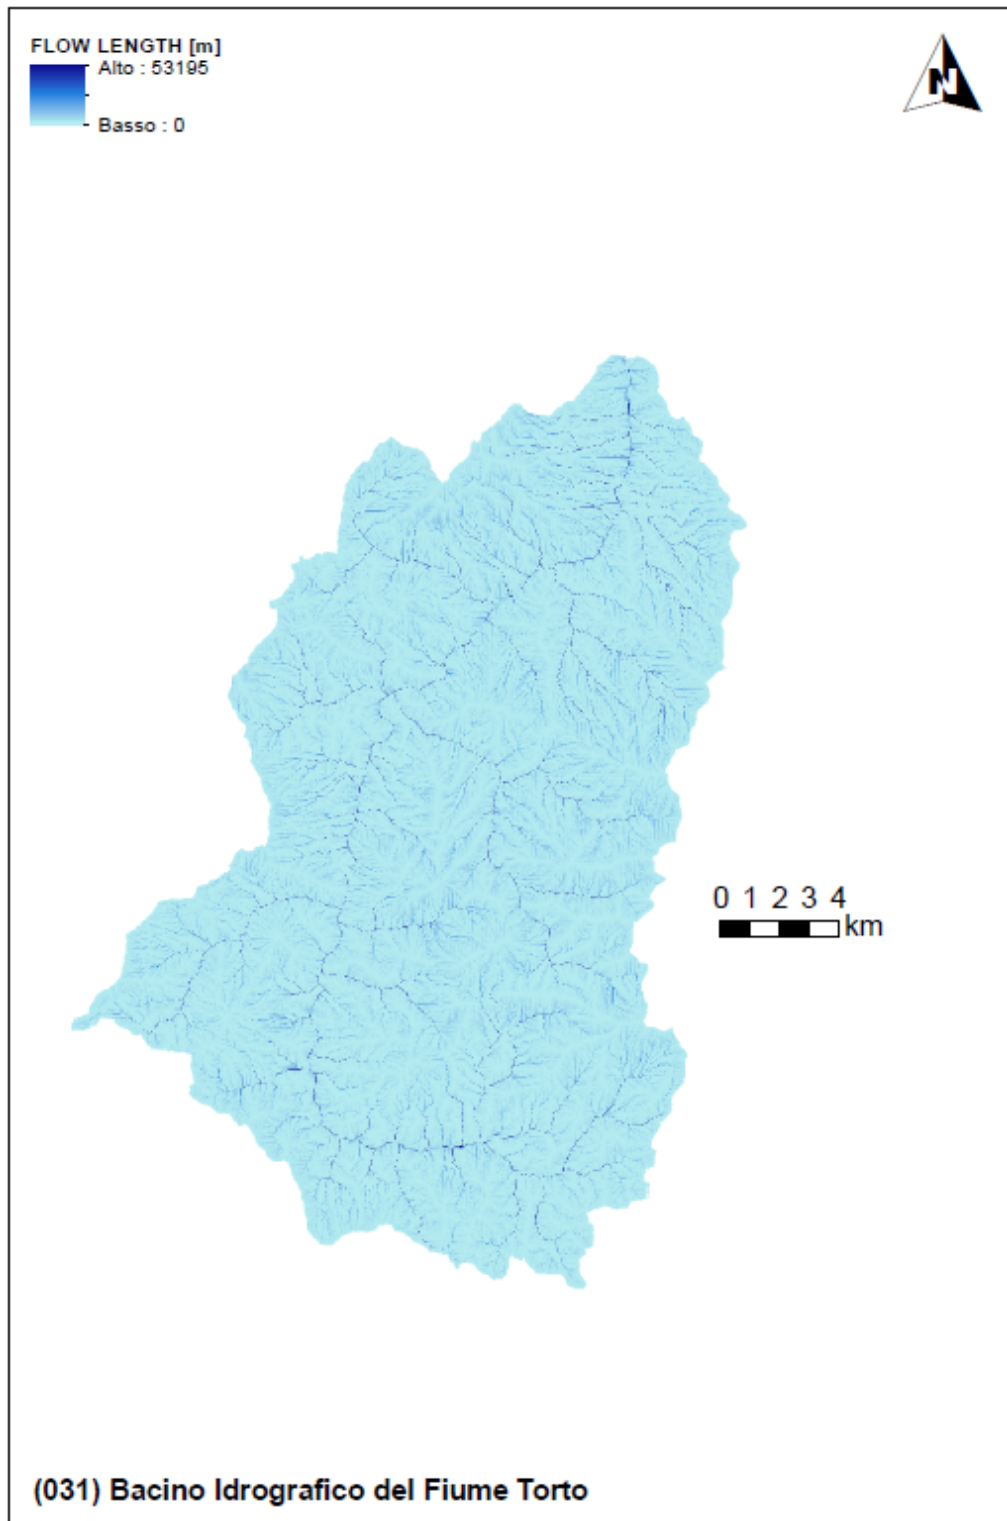 FLOW LENGTH [m]
Alto : 53195
Basso : 0
N
0 1 2 3 4
km
(031) Bacino Idrografico del Fiume Torto